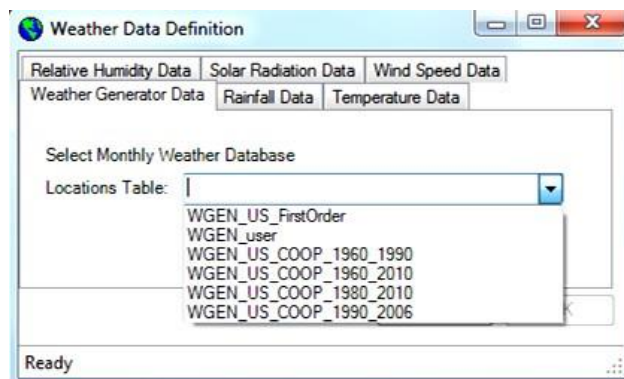 Weather Data Definition
Relative Humidity Data Solar Radiation Data Wind Speed Data
Weather Generator Data Rainfall Data Temperature Data
Select Monthly Weather Database
Locations Table:
WGEN_US_FirstOrder
WGEN_user
WGEN_US_COOP_1960_1990
WGEN_US_COOP_1960_2010
WGEN_US_COOP_1980_2010
WGEN_US_COOP_1990_2006
Ready